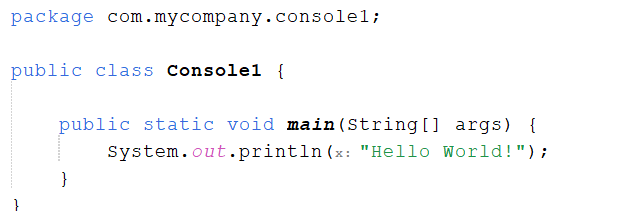 package com.mycompany.console1;
public class Console1 {
public static void main(String[] args) {
System.out.println(x: "Hello World!");
}
}